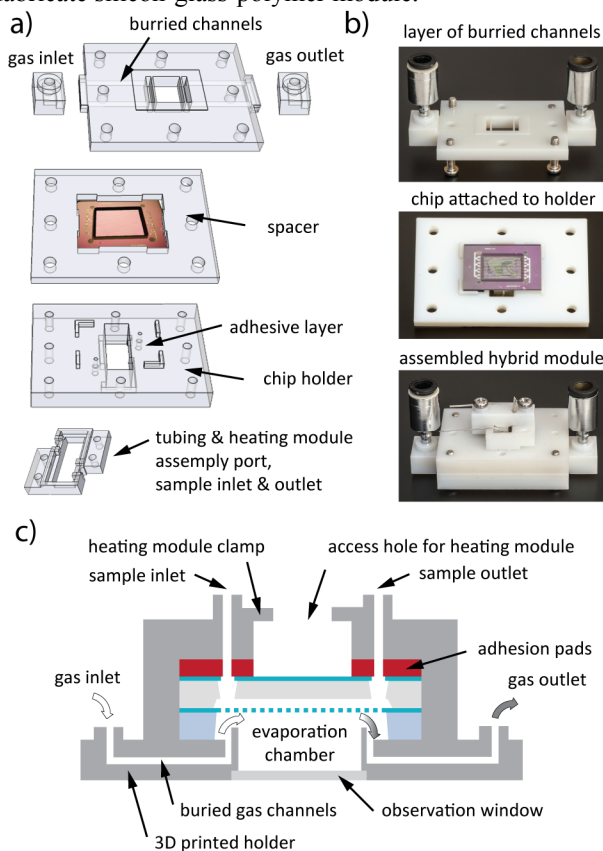 fabricate silicon-glass-polymer module.
a)
burried channels
gas inlet
gas outlet
spacer
adhesive layer
chip holder
tubing & heating module
assemply port,
sample inlet & outlet
b)
layer of burried channels
chip attached to holder
assembled hybrid module
c)
heating module clamp
access hole for heating module
sample inlet
sample outlet
adhesion pads
gas inlet
gas outlet
evaporation
chamber
buried gas channels
observation window
3D printed holder